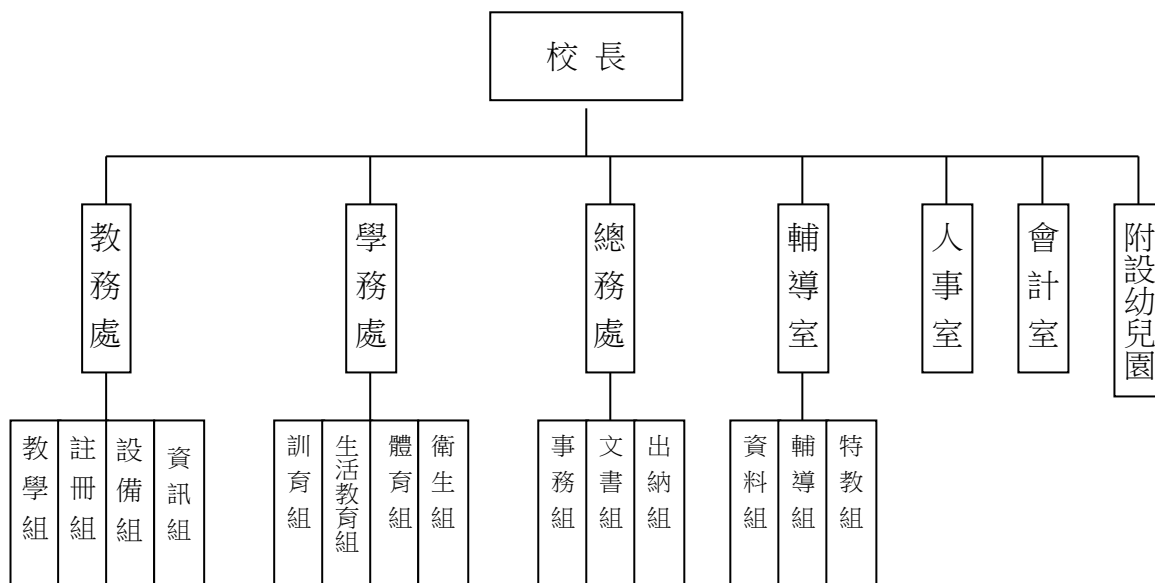 校長
教務處
學務處
總務處
輔導室
人事室
會計室
附設幼兒園
教學組
註冊組
設備組
資訊組
訓育組
生活教育組
體育組
衛生組
事務組
文書組
出納組
資料組
輔導組
特教組